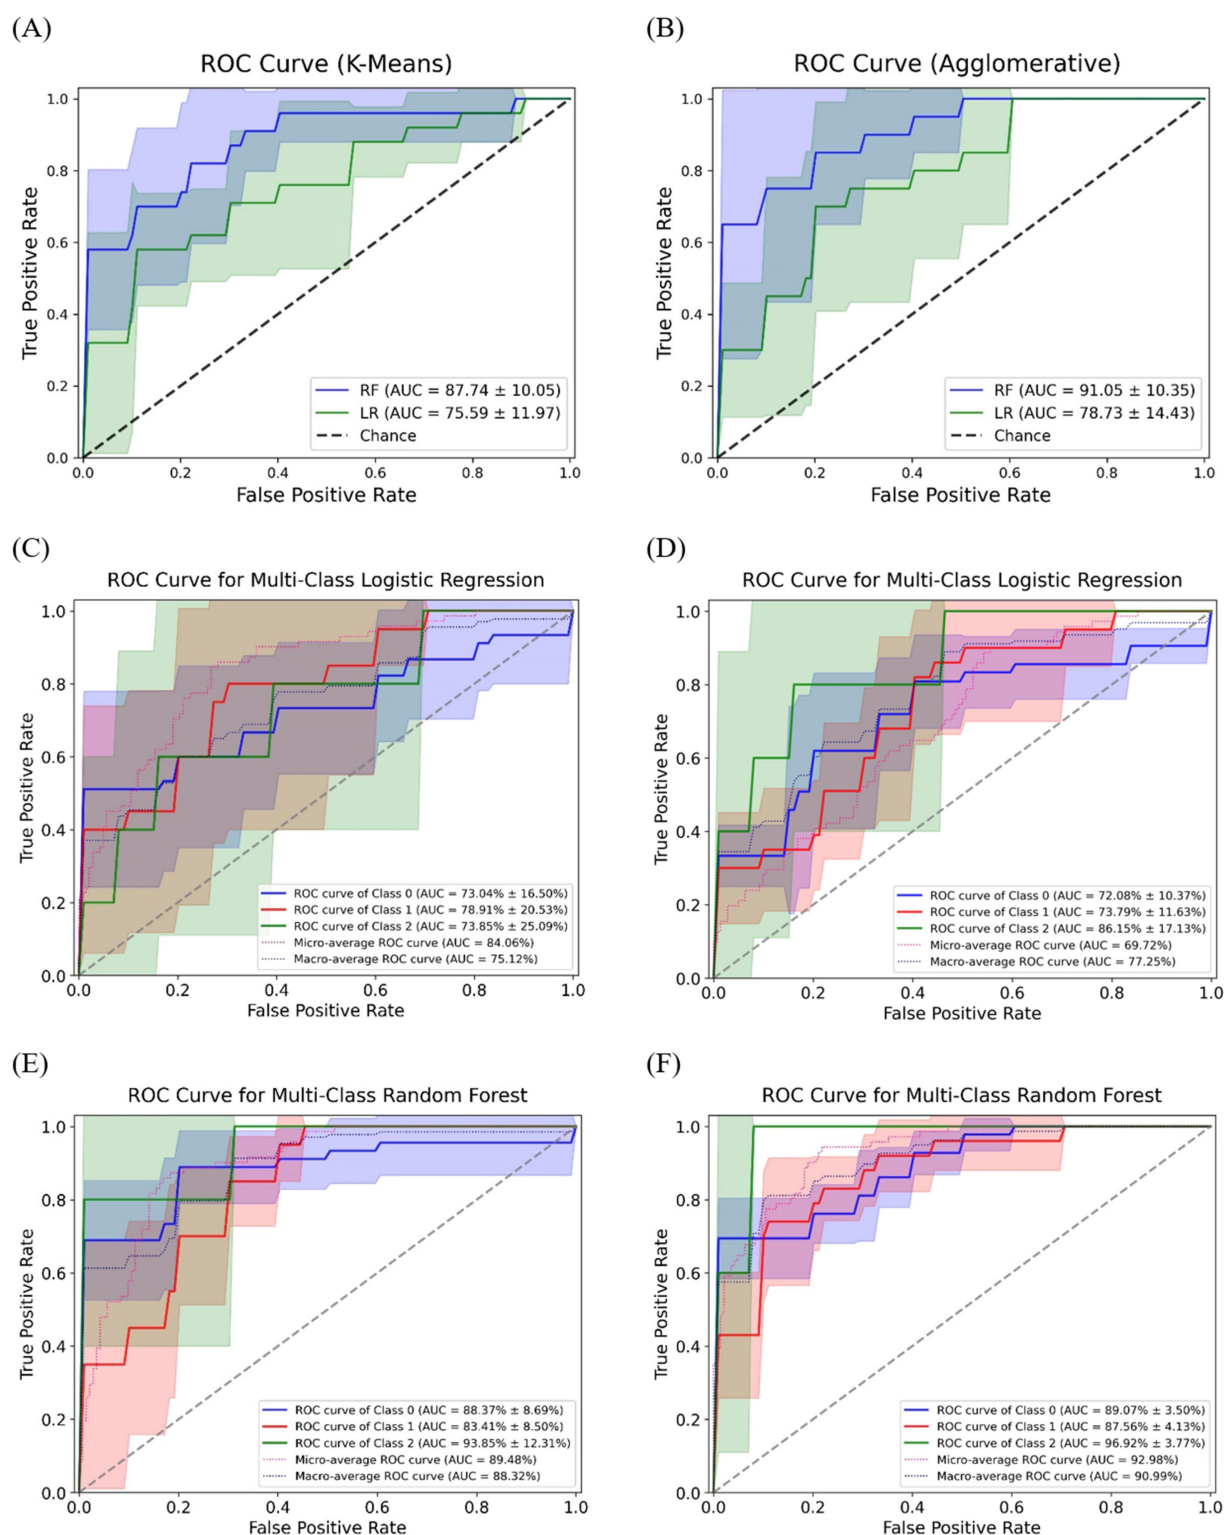 (A)
ROC Curve (K-Means)
True Positive Rate
1.0
0.8
0.6
0.4
0.2
0.0
RF (AUC = 87.74 ± 10.05)
LR (AUC = 75.59 ± 11.97)
Chance
0.0 0.2 0.4 0.6 0.8 1.0
False Positive Rate
(B)
ROC Curve (Agglomerative)
True Positive Rate
1.0
0.8
0.6
0.4
0.2
0.0
RF (AUC = 91.05 ± 10.35)
LR (AUC = 78.73 ± 14.43)
Chance
0.0 0.2 0.4 0.6 0.8 1.0
False Positive Rate
(C)
ROC Curve for Multi-Class Logistic Regression
True Positive Rate
1.0
0.8
0.6
0.4
0.2
0.0
ROC curve of Class 0 (AUC = 73.04% ± 16.50%)
ROC curve of Class 1 (AUC = 78.91% ± 20.53%)
ROC curve of Class 2 (AUC = 73.85% ± 25.09%)
Micro-average ROC curve (AUC = 84.06%)
Macro-average ROC curve (AUC = 75.12%)
0.0 0.2 0.4 0.6 0.8 1.0
False Positive Rate
(D)
ROC Curve for Multi-Class Logistic Regression
True Positive Rate
1.0
0.8
0.6
0.4
0.2
0.0
ROC curve of Class 0 (AUC = 72.08% ± 10.37%)
ROC curve of Class 1 (AUC = 73.79% ± 11.63%)
ROC curve of Class 2 (AUC = 86.15% ± 17.13%)
Micro-average ROC curve (AUC = 69.72%)
Macro-average ROC curve (AUC = 77.25%)
0.0 0.2 0.4 0.6 0.8 1.0
False Positive Rate
(E)
ROC Curve for Multi-Class Random Forest
True Positive Rate
1.0
0.8
0.6
0.4
0.2
0.0
ROC curve of Class 0 (AUC = 88.37% ± 8.69%)
ROC curve of Class 1 (AUC = 83.41% ± 8.50%)
ROC curve of Class 2 (AUC = 93.85% ± 12.31%)
Micro-average ROC curve (AUC = 89.48%)
Macro-average ROC curve (AUC = 88.32%)
0.0 0.2 0.4 0.6 0.8 1.0
False Positive Rate
(F)
ROC Curve for Multi-Class Random Forest
True Positive Rate
1.0
0.8
0.6
0.4
0.2
0.0
ROC curve of Class 0 (AUC = 89.07% ± 3.50%)
ROC curve of Class 1 (AUC = 87.56% ± 4.13%)
ROC curve of Class 2 (AUC = 96.92% ± 3.77%)
Micro-average ROC curve (AUC = 92.98%)
Macro-average ROC curve (AUC = 90.99%)
0.0 0.2 0.4 0.6 0.8 1.0
False Positive Rate